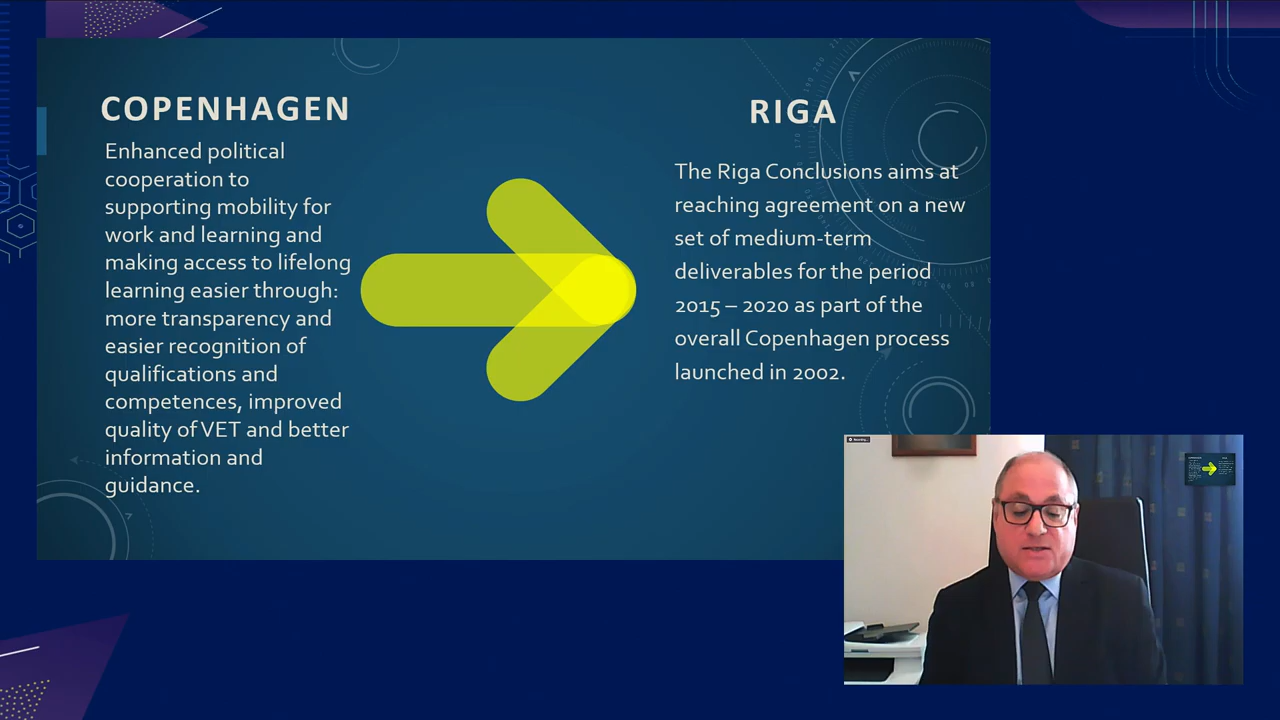 COPENHAGEN
Enhanced political
cooperation to
supporting mobility for
work and learning and
making access to lifelong
learning easier through:
more transparency and
easier recognition of
qualifications and
competences, improved
quality of VET and better
information and
guidance.
RIGA
The Riga Conclusions aims at
reaching agreement on a new
set of medium-term
deliverables for the period
2015 – 2020 as part of the
overall Copenhagen process
launched in 2002.